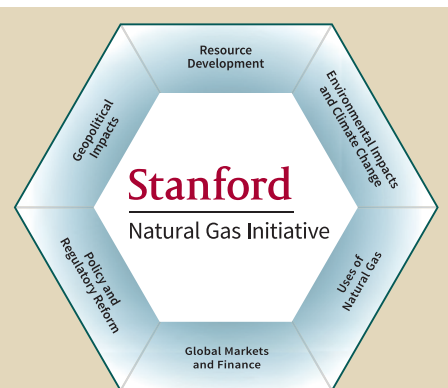 Resource
Development
Environmental Impacts
and Climate Change
Geopolitical
Impacts
Stanford
Natural Gas Initiative
Policy and
Regulatory Reform
Uses of
Natural Gas
Global Markets
and Finance